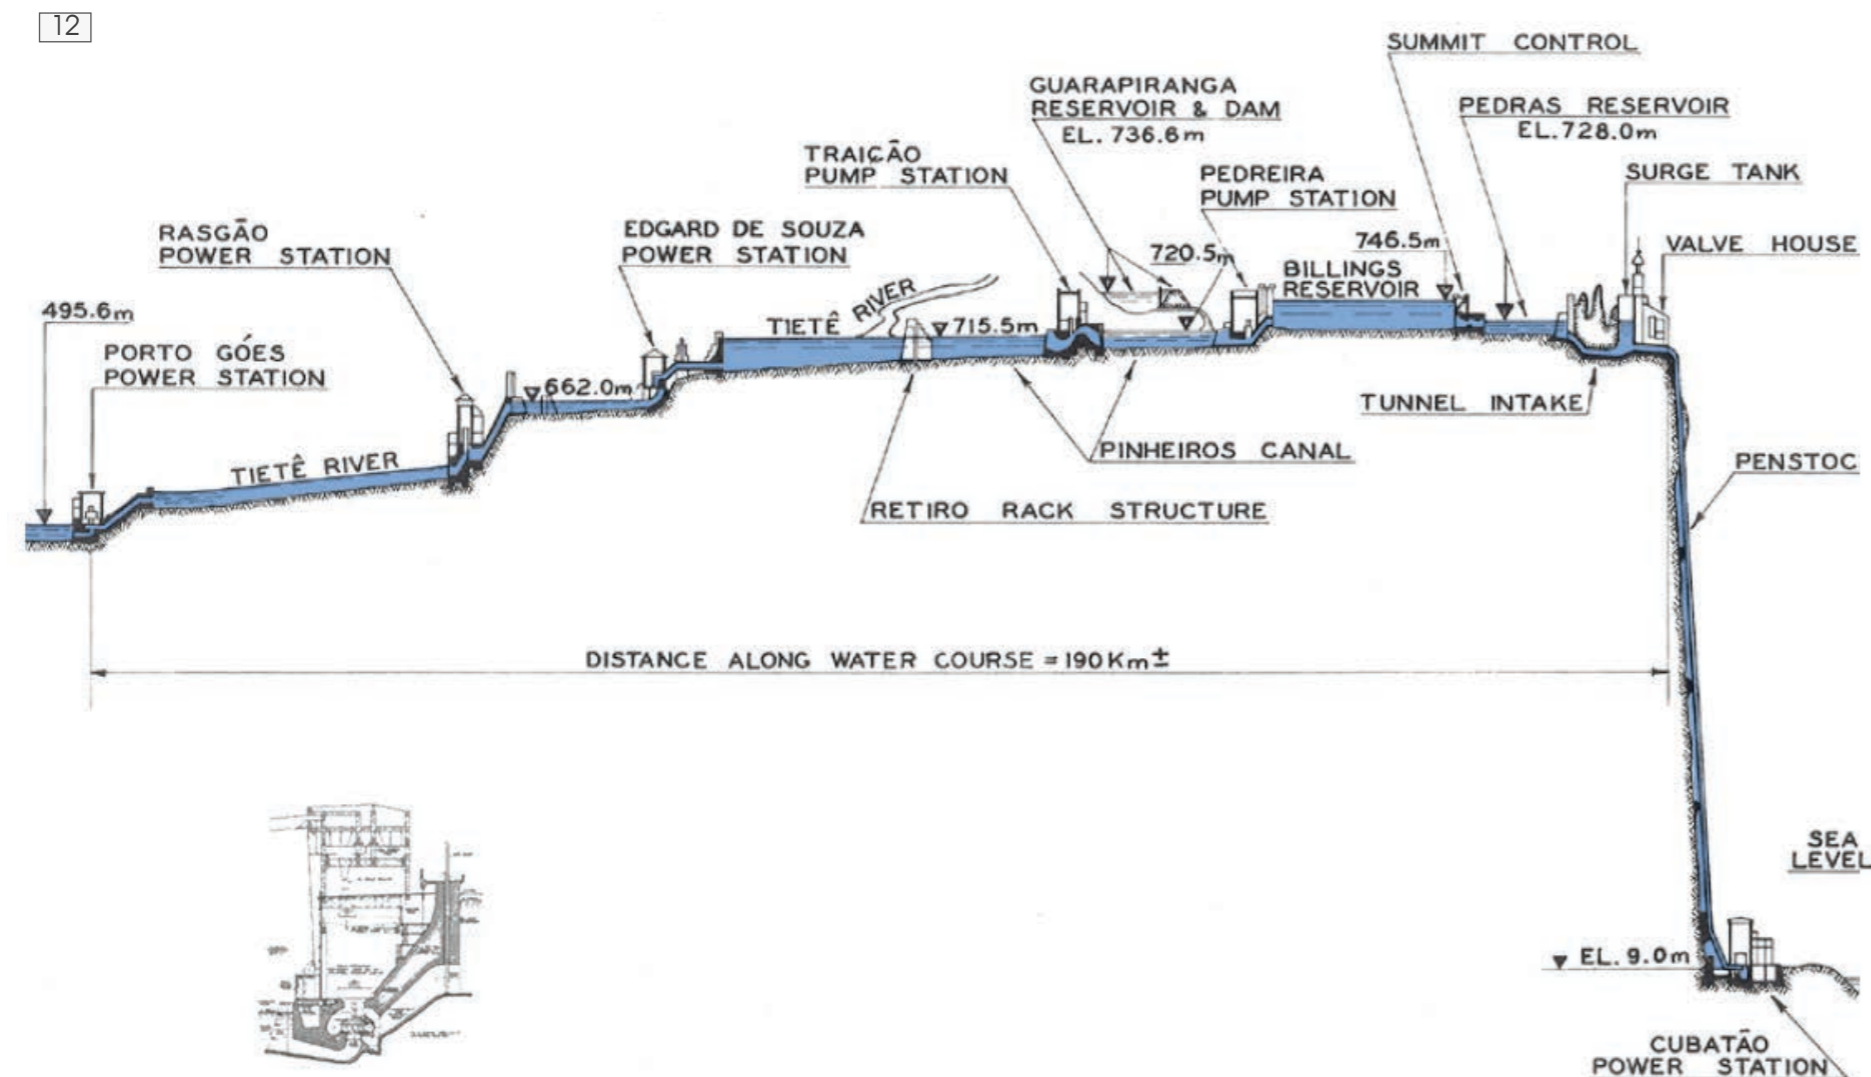 12
SUMMIT CONTROL
GUARAPIRANGA
RESERVOIR & DAM
EL. 736.6m
PEDRAS RESERVOIR
EL. 728.0m
TRAIÇÃO
PUMP STATION
PEDREIRA
PUMP STATION
SURGE TANK
RASGÃO
POWER STATION
EDGARD DE SOUZA
POWER STATION
720.5m
746.5m
VALVE HOUSE
BILLINGS
RESERVOIR
495.6m
TIETÊ RIVER
715.5m
PORTO GÓES
POWER STATION
662.0m
TUNNEL INTAKE
PINHEIROS CANAL
TIETÊ RIVER
PENSTOC
RETIRO RACK STRUCTURE
DISTANCE ALONG WATER COURSE = 190Km±
SEA
LEVEL
EL. 9.0m
CUBATÃO
POWER STATION